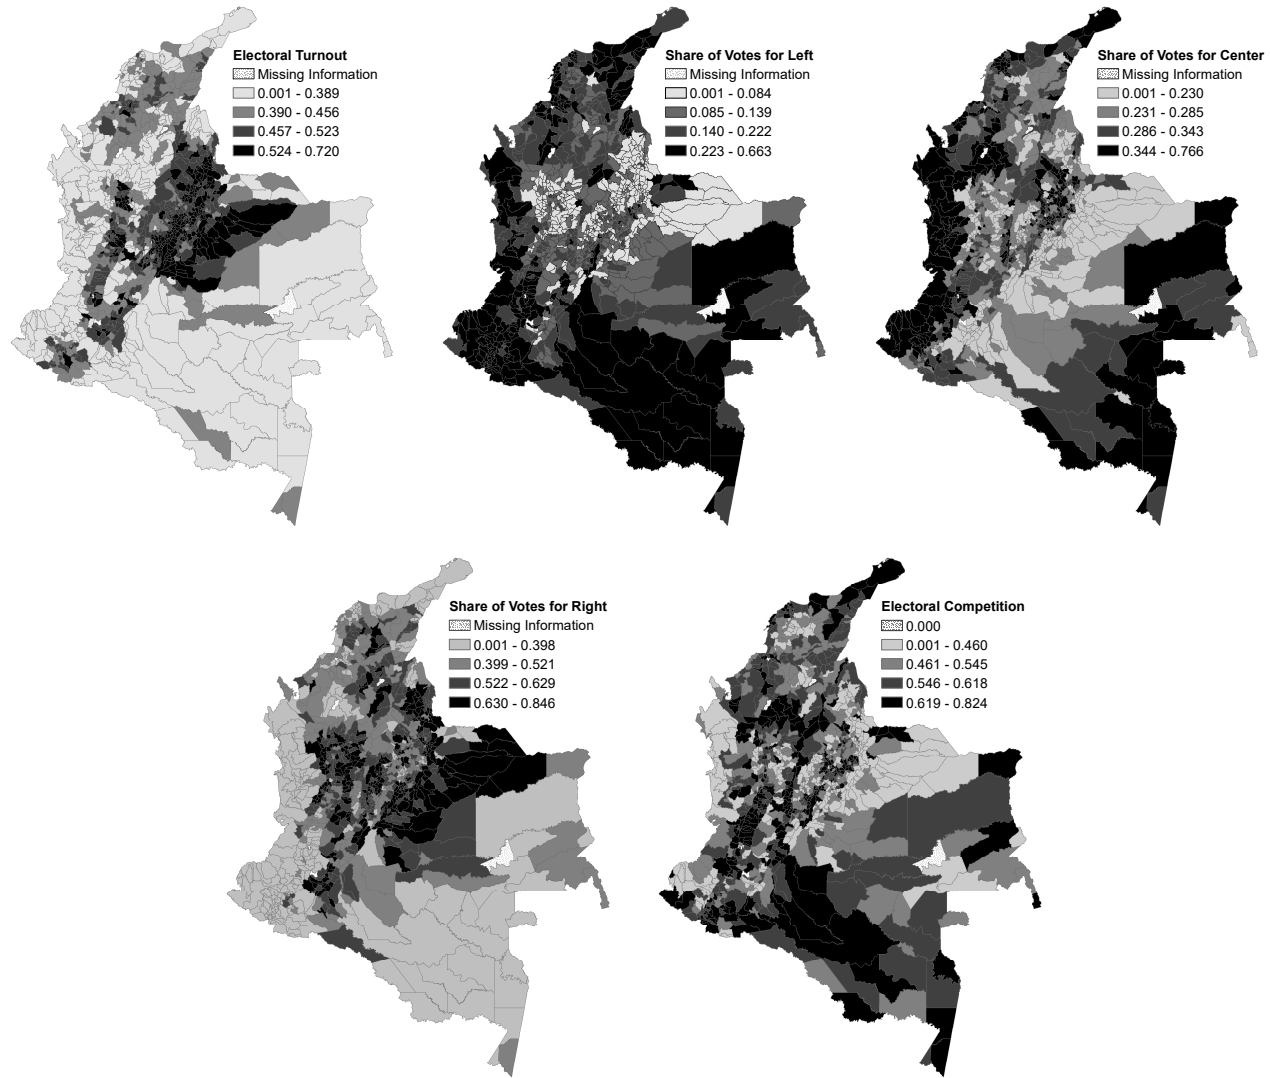 Electoral Turnout
Missing Information
0.001 - 0.389
0.390 - 0.456
0.457 - 0.523
0.524 - 0.720
Share of Votes for Left
Missing Information
0.001 - 0.084
0.085 - 0.139
0.140 - 0.222
0.223 - 0.663
Share of Votes for Center
Missing Information
0.001 - 0.230
0.231 - 0.285
0.286 - 0.343
0.344 - 0.766
Share of Votes for Right
Missing Information
0.001 - 0.398
0.399 - 0.521
0.522 - 0.629
0.630 - 0.846
Electoral Competition
0.000
0.001 - 0.460
0.461 - 0.545
0.546 - 0.618
0.619 - 0.824